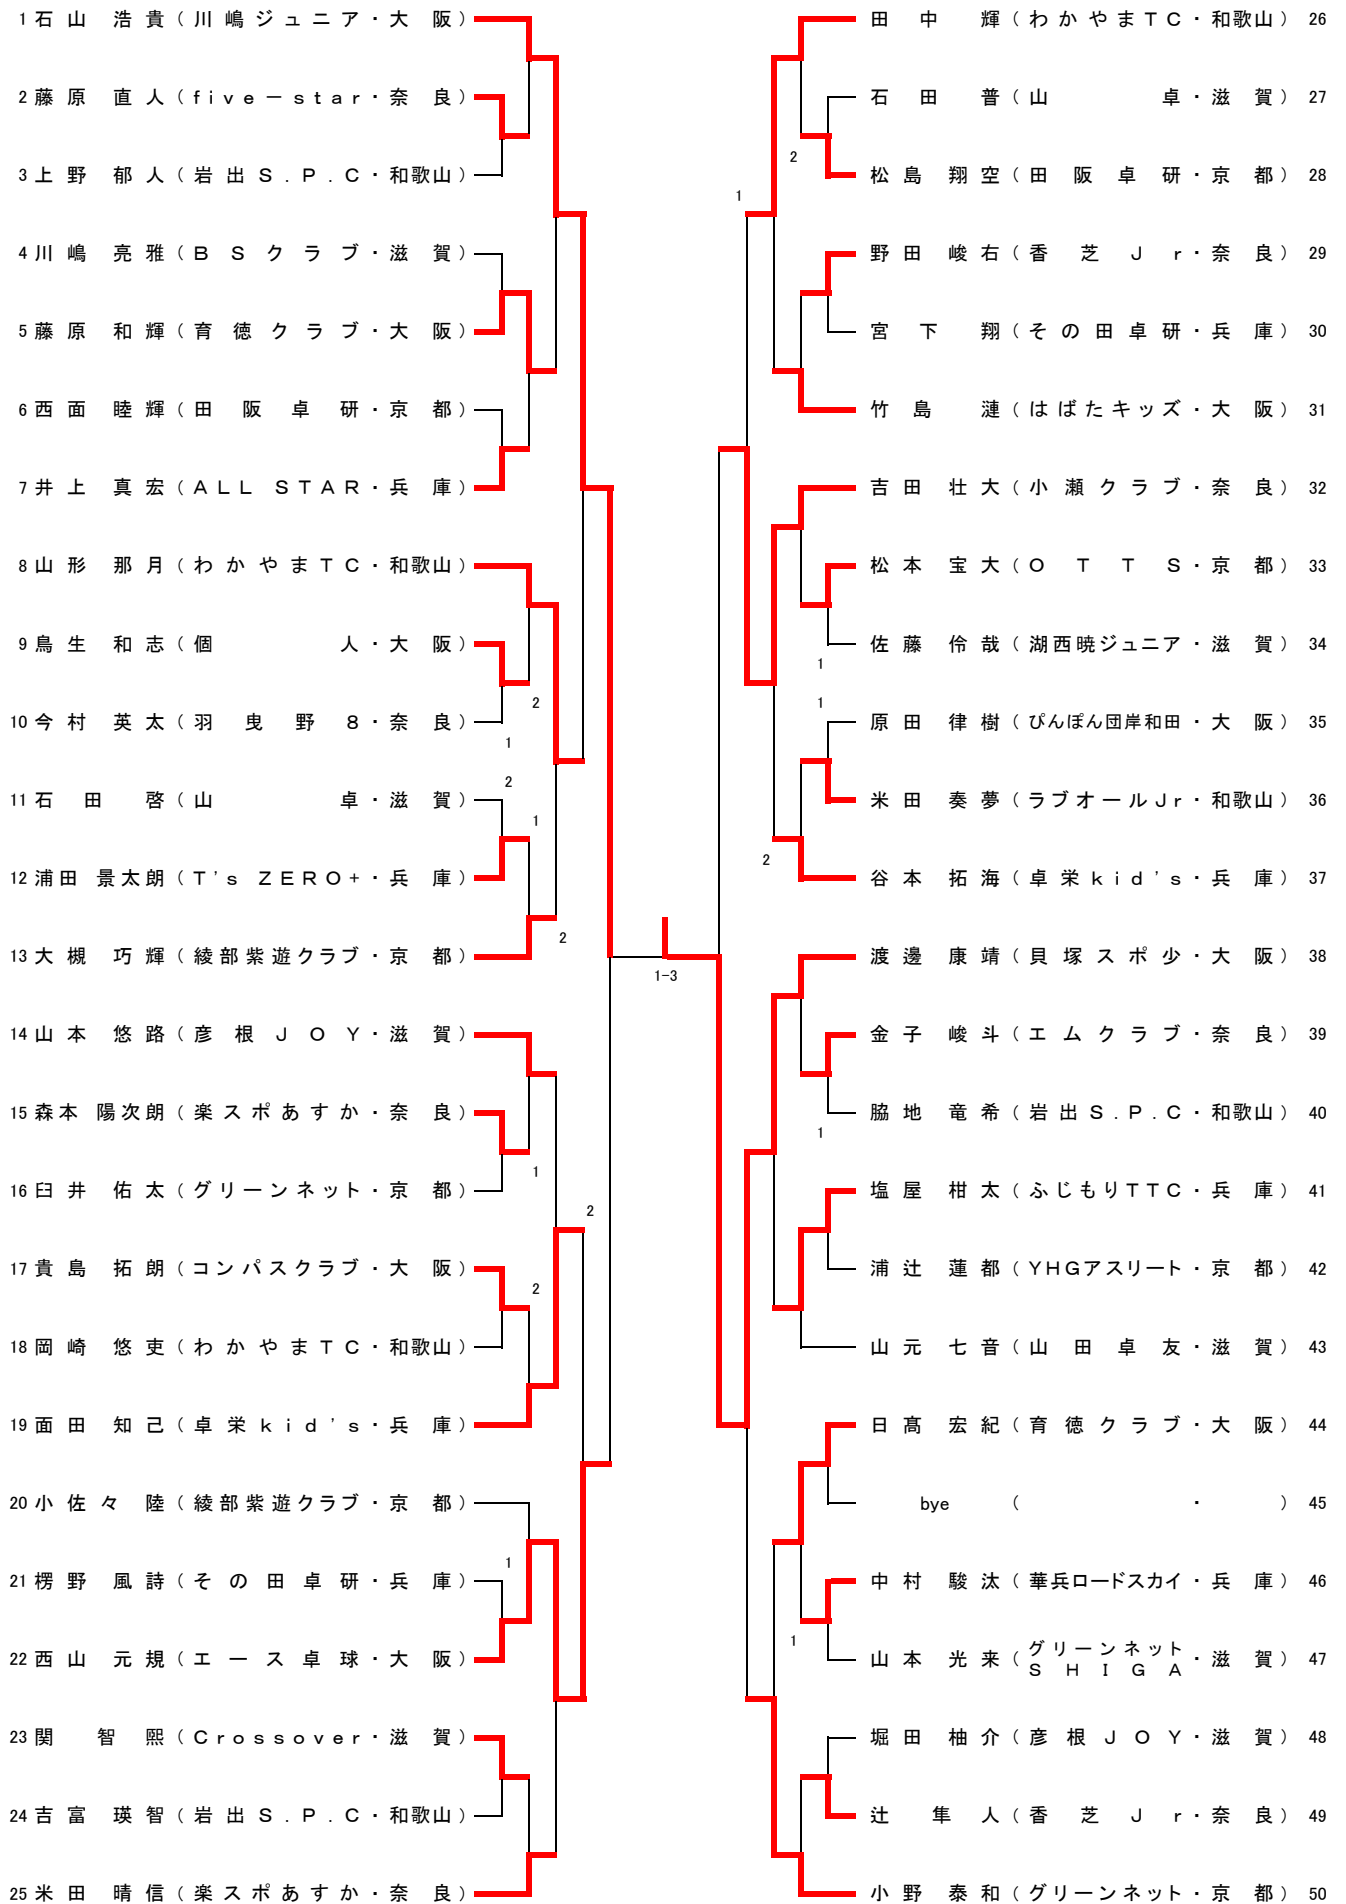 1 石山 浩貴 (川嶋ジュニア・大阪)
2 藤原 直人 (five－star・奈良)
3 上野 郁人 (岩出S.P.C・和歌山)
4 川嶋 亮雅 (BSクラブ・滋賀)
5 藤原 和輝 (育徳クラブ・大阪)
6 西面 睦輝 (田阪卓研・京都)
7 井上 真宏 (ALL STAR・兵庫)
8 山形 那月 (わかやまTC・和歌山)
9 鳥生 和志 (個人・大阪)
2
10 今村 英太 (羽曳野8・奈良)
1
2
11 石田 啓 (山卓・滋賀)
1
12 浦田 景太朗 (T's ZERO+・兵庫)
2
13 大槻 巧輝 (綾部紫遊クラブ・京都)
14 山本 悠路 (彦根JOY・滋賀)
15 森本 陽次朗 (楽スポあすか・奈良)
1
16 臼井 佑太 (グリーンネット・京都)
2
17 貴島 拓朗 (コンパスクラブ・大阪)
2
18 岡崎 悠吏 (わかやまTC・和歌山)
19 面田 知己 (卓栄kid's・兵庫)
20 小佐々 陸 (綾部紫遊クラブ・京都)
1
21 楞野 風詩 (その田卓研・兵庫)
22 西山 元規 (エース卓球・大阪)
23 関 智熙 (Crossover・滋賀)
24 吉富 瑛智 (岩出S.P.C・和歌山)
25 米田 晴信 (楽スポあすか・奈良)
1-3
田中 輝 (わかやまTC・和歌山) 26
石田 普 (山卓・滋賀) 27
2
松島 翔空 (田阪卓研・京都) 28
1
野田 峻右 (香芝Jr・奈良) 29
宮下 翔 (その田卓研・兵庫) 30
竹島 漣 (はばたキッズ・大阪) 31
吉田 壮大 (小瀬クラブ・奈良) 32
松本 宝大 (OTTS・京都) 33
佐藤 伶哉 (湖西暁ジュニア・滋賀) 34
1
1
原田 律樹 (ぴんぽん団岸和田・大阪) 35
米田 奏夢 (ラブオールJr・和歌山) 36
2
谷本 拓海 (卓栄kid's・兵庫) 37
渡邊 康靖 (貝塚スポ少・大阪) 38
金子 峻斗 (エムクラブ・奈良) 39
脇地 竜希 (岩出S.P.C・和歌山) 40
1
塩屋 柑太 (ふじもりTTC・兵庫) 41
浦辻 蓮都 (YHGアスリート・京都) 42
山元 七音 (山田卓友・滋賀) 43
日髙 宏紀 (育徳クラブ・大阪) 44
bye (・) 45
中村 駿汰 (華兵ロードスカイ・兵庫) 46
1
山本 光来 (グリーンネットSHIGA・滋賀) 47
堀田 柚介 (彦根JOY・滋賀) 48
辻 隼人 (香芝Jr・奈良) 49
小野 泰和 (グリーンネット・京都) 50